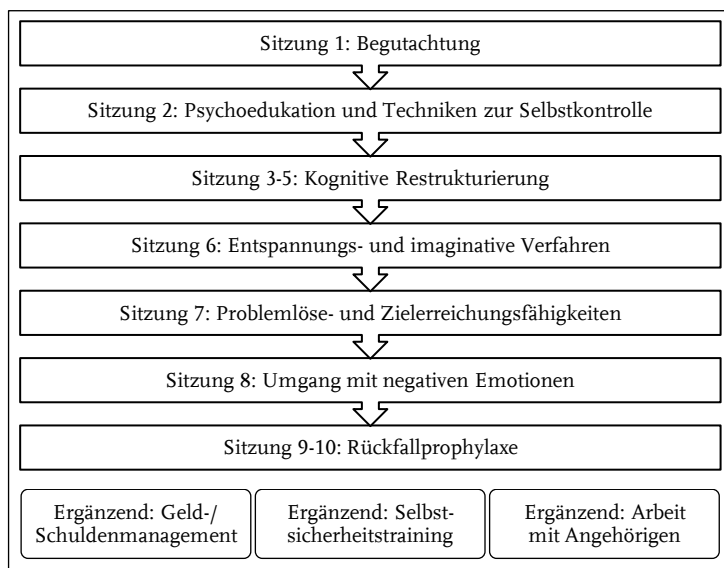 Sitzung 1: Begutachtung
Sitzung 2: Psychoedukation und Techniken zur Selbstkontrolle
Sitzung 3-5: Kognitive Restrukturierung
Sitzung 6: Entspannungs- und imaginative Verfahren
Sitzung 7: Problemlöse- und Zielerreichungsfähigkeiten
Sitzung 8: Umgang mit negativen Emotionen
Sitzung 9-10: Rückfallprophylaxe
Ergänzend: Geld-/
Schuldenmanagement
Ergänzend: Selbst-
sicherheitstraining
Ergänzend: Arbeit
mit Angehörigen